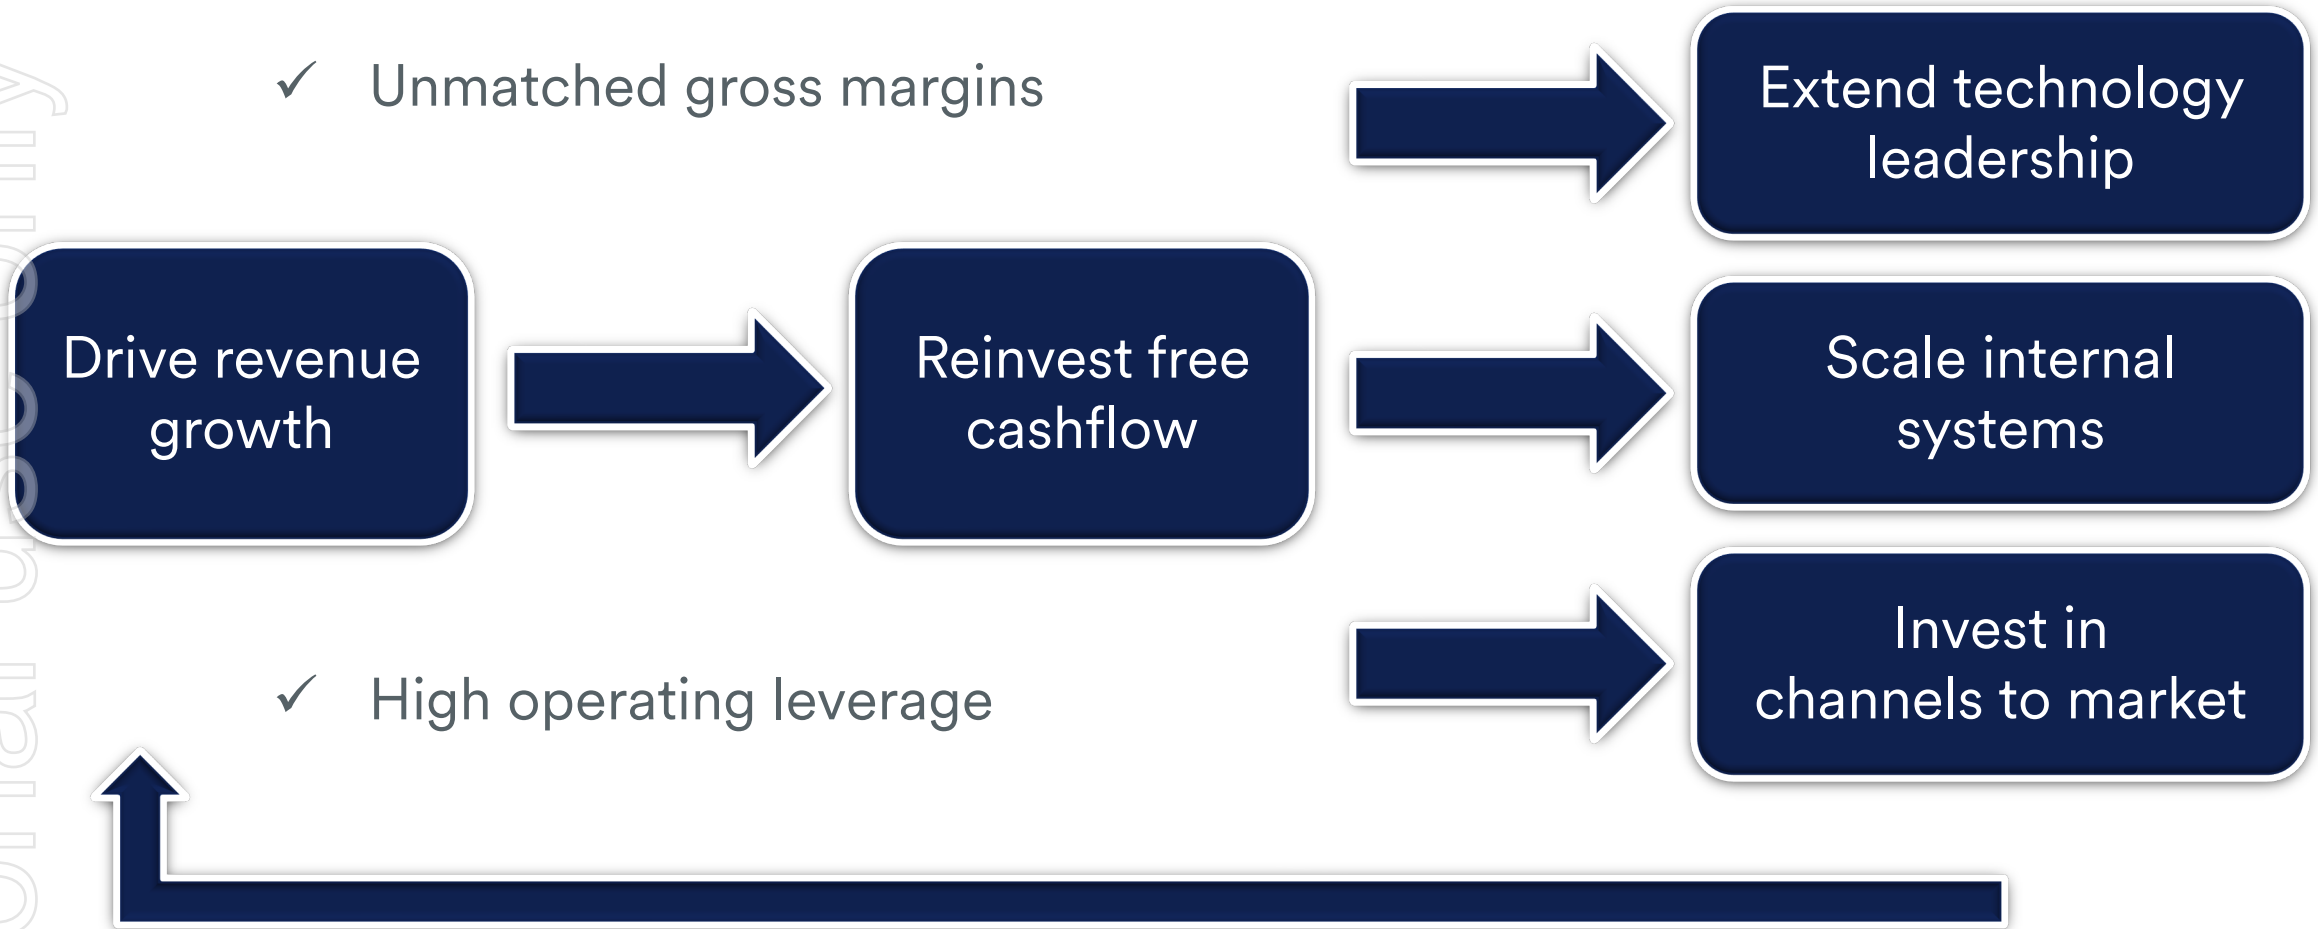 ✓ Unmatched gross margins
Extend technology
leadership
Drive revenue
growth
Reinvest free
cashflow
Scale internal
systems
Invest in
channels to market
✓ High operating leverage